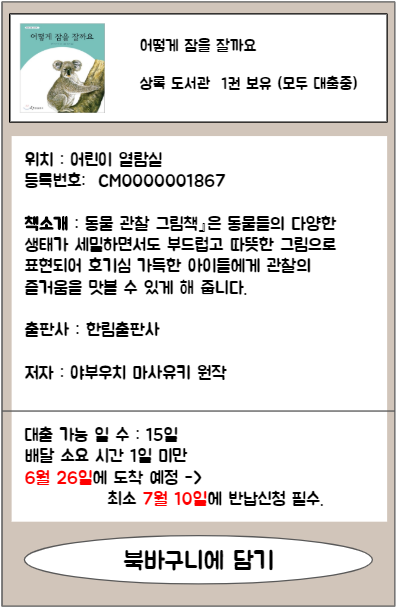 어떻게 잠을 잘까요
어떻게 잠을 잘까요
상록 도서관 1권 보유 (모두 대출중)
위치 : 어린이 열람실
등록번호: CM0000001867
책소개 : 동물 관찰 그림책』은 동물들의 다양한
생태가 세밀하면서도 부드럽고 따뜻한 그림으로
표현되어 호기심 가득한 아이들에게 관찰의
즐거움을 맛볼 수 있게 해 줍니다.
출판사 : 한림출판사
저자 : 야부우치 마사유키 원작
대출 가능 일 수 : 15일
배달 소요 시간 1일 미만
6월 26일에 도착 예정 ->
최소 7월 10일에 반납신청 필수.
북바구니에 담기